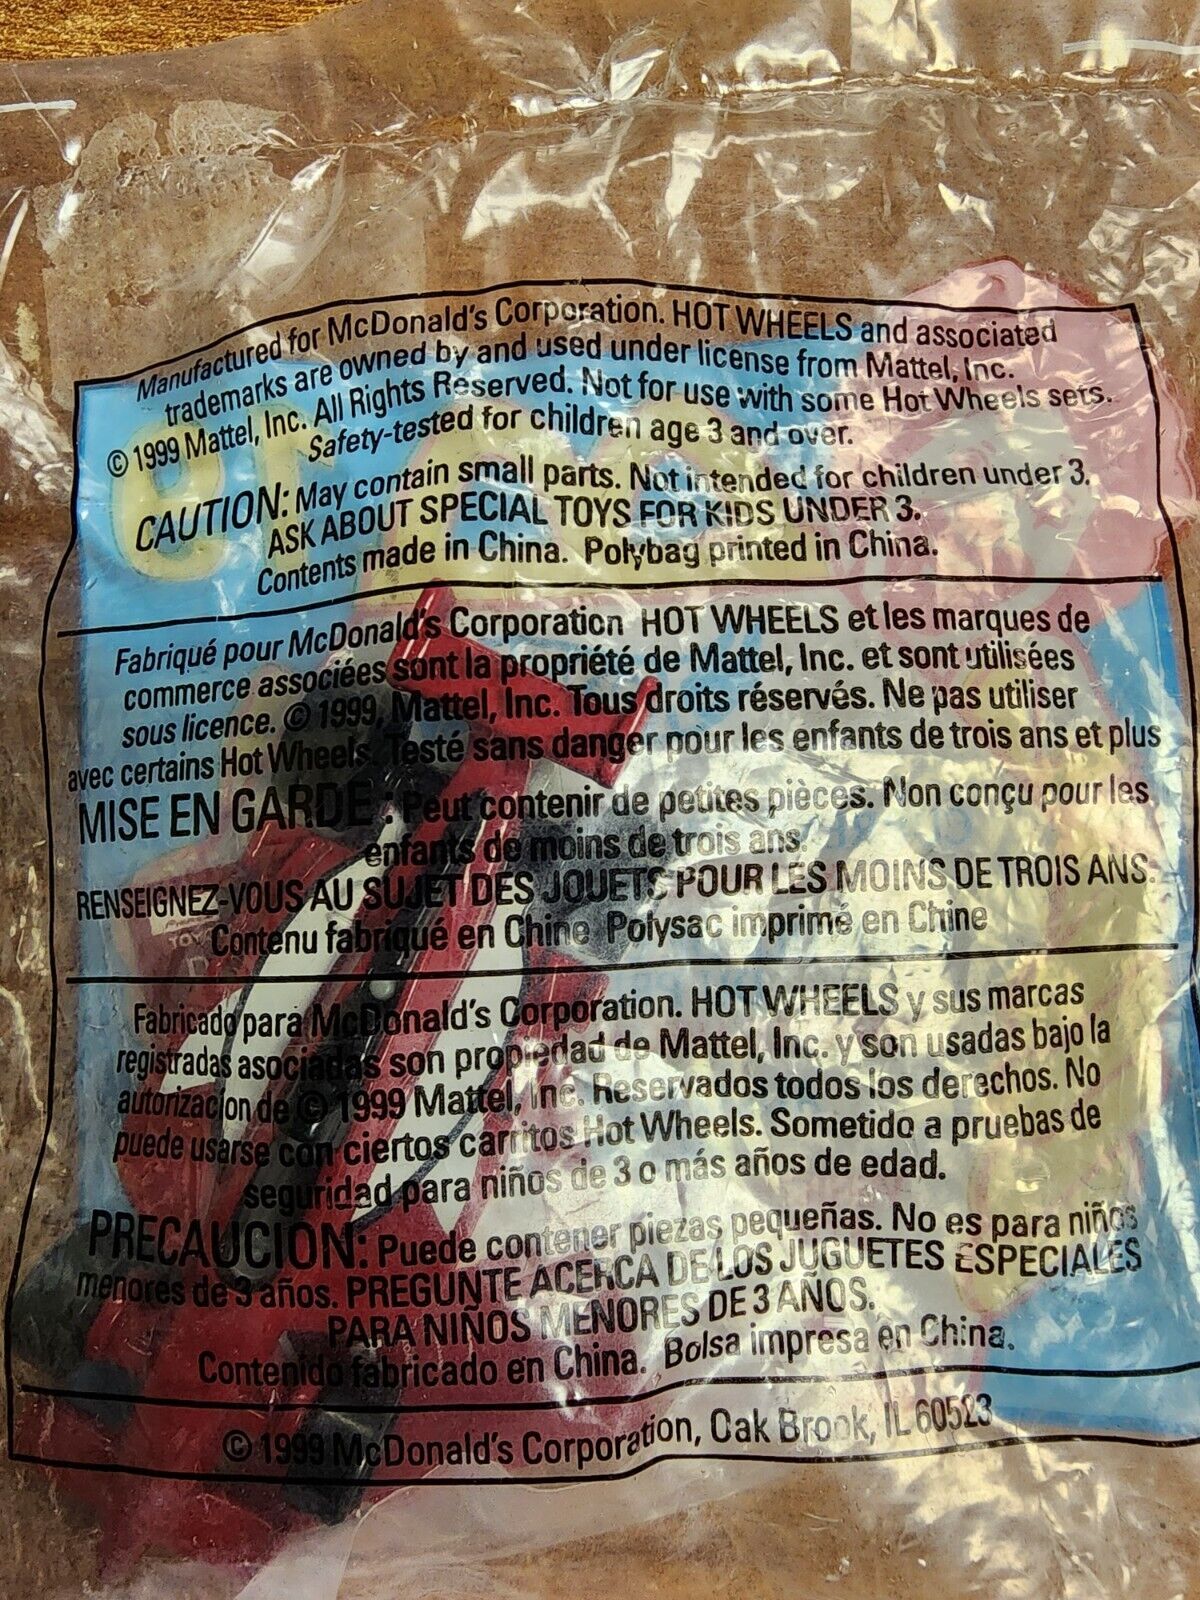 Manufactured for McDonald's Corporation. HOT WHEELS and associated
trademarks are owned by and used under license from Mattel, Inc.
© 1999 Mattel, Inc. All Rights Reserved. Not for use with some Hot Wheels sets.
Safety-tested for children age 3 and over.
CAUTION: May contain small parts. Not intended for children under 3.
ASK ABOUT SPECIAL TOYS FOR KIDS UNDER 3.
Contents made in China. Polybag printed in China.
Fabriqué pour McDonald's Corporation HOT WHEELS et les marques de
commerce associées sont la propriété de Mattel, Inc. et sont utilisées
sous licence. © 1999, Mattel, Inc. Tous droits réservés. Ne pas utiliser
avec certains Hot Wheels. Testé sans danger pour les enfants de trois ans et plus
MISE EN GARDE : Peut contenir de petites pièces. Non conçu pour les
enfants de moins de trois ans.
RENSEIGNEZ-VOUS AU SUJET DES JOUETS POUR LES MOINS DE TROIS ANS.
Contenu fabriqué en Chine Polysac imprimé en Chine
Fabricado para McDonald's Corporation. HOT WHEELS y sus marcas
registradas asociadas son propiedad de Mattel, Inc. y son usadas bajo la
autorizacion de © 1999 Mattel, Inc. Reservados todos los derechos. No
puede usarse con ciertos carritos Hot Wheels. Sometido a pruebas de
seguridad para niños de 3 o más años de edad.
PRECAUCION: Puede contener piezas pequeñas. No es para niños
menores de 3 años. PREGUNTE ACERCA DE LOS JUGUETES ESPECIALES
PARA NIÑOS MENORES DE 3 AÑOS.
Contenido fabricado en China. Bolsa impresa en China.
© 1999 McDonald's Corporation, Oak Brook, IL 60523